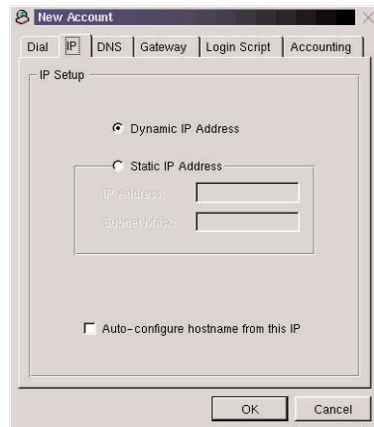 New Account
Dial IP DNS Gateway Login Script Accounting
IP Setup
Dynamic IP Address
Static IP Address
IP Address:
Subnet Mask:
Auto-configure hostname from this IP
OK Cancel